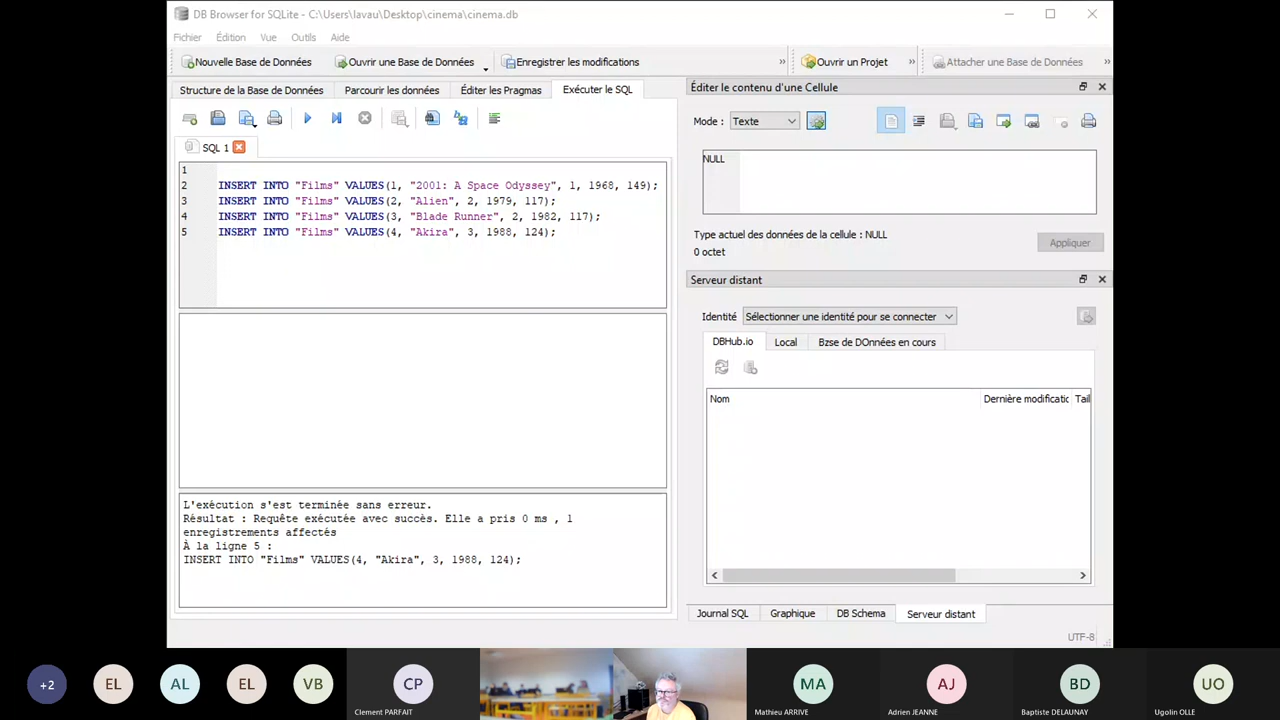 DB Browser for SQLite - C:\Users\lavau\Desktop\cinema\cinema.db
Fichier Édition Vue Outils Aide
Nouvelle Base de Données Ouvrir une Base de Données Enregistrer les modifications » Ouvrir un Projet » Attacher une Base de Données »
Structure de la Base de Données Parcourir les données Éditer les Pragmas Exécuter le SQL
SQL 1
1
2 INSERT INTO "Films" VALUES(1, "2001: A Space Odyssey", 1, 1968, 149);
3 INSERT INTO "Films" VALUES(2, "Alien", 2, 1979, 117);
4 INSERT INTO "Films" VALUES(3, "Blade Runner", 2, 1982, 117);
5 INSERT INTO "Films" VALUES(4, "Akira", 3, 1988, 124);
L'exécution s'est terminée sans erreur.
Résultat : Requête exécutée avec succès. Elle a pris 0 ms , 1
enregistrements affectés
À la ligne 5 :
INSERT INTO "Films" VALUES(4, "Akira", 3, 1988, 124);
Éditer le contenu d'une Cellule
Mode : Texte
NULL
Type actuel des données de la cellule : NULL
0 octet
Appliquer
Serveur distant
Identité Sélectionner une identité pour se connecter
DBHub.io Local Bzse de DOnnées en cours
Nom Dernière modificatic Tail
Journal SQL Graphique DB Schema Serveur distant
UTF-8
+2 EL AL EL VB CP MA AJ BD UO
Clement PARFAIT Mathieu ARRIVE Adrien JEANNE Baptiste DELAUNAY Ugolin OLLE